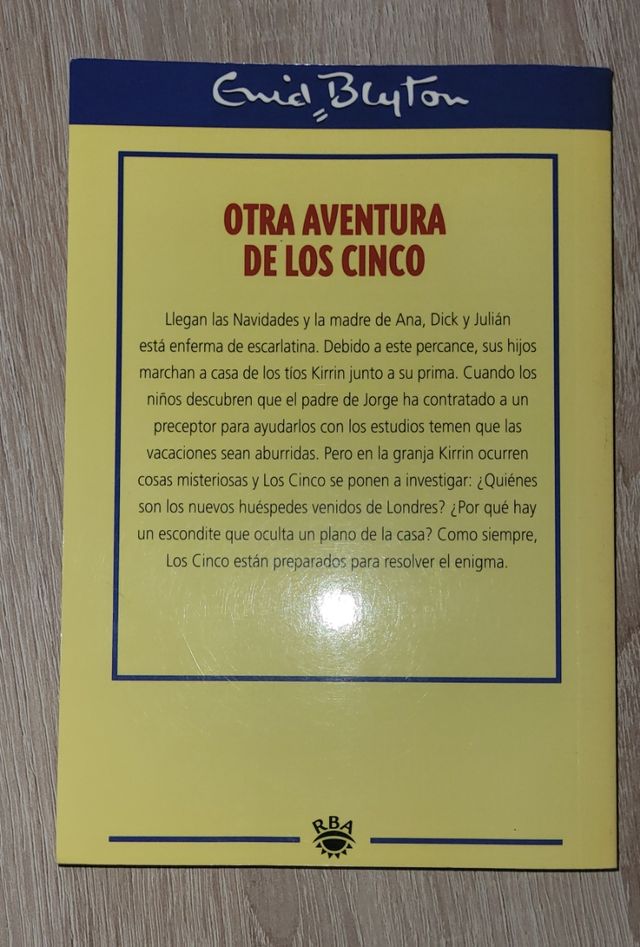 Enid Blyton
OTRA AVENTURA
DE LOS CINCO
Llegan las Navidades y la madre de Ana, Dick y Julián
está enferma de escarlatina. Debido a este percance, sus hijos
marchan a casa de los tíos Kirrin junto a su prima. Cuando los
niños descubren que el padre de Jorge ha contratado a un
preceptor para ayudarlos con los estudios temen que las
vacaciones sean aburridas. Pero en la granja Kirrin ocurren
cosas misteriosas y Los Cinco se ponen a investigar: ¿Quiénes
son los nuevos huéspedes venidos de Londres? ¿Por qué hay
un escondite que oculta un plano de la casa? Como siempre,
Los Cinco están preparados para resolver el enigma.
RBA